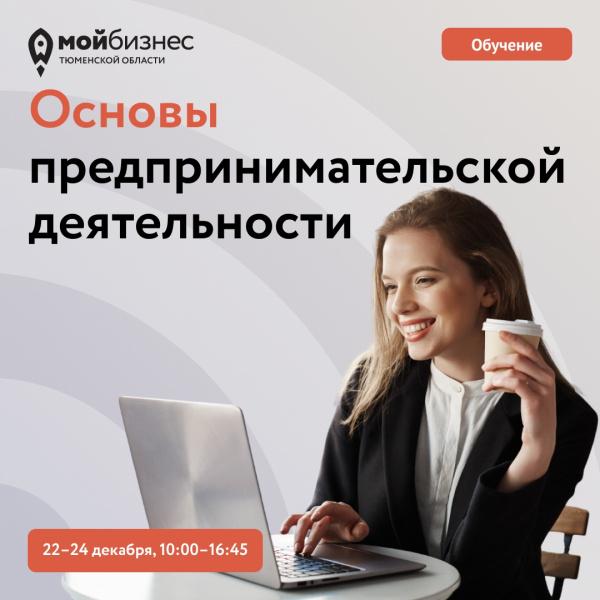 мойбизнес
ТЮМЕНСКОЙ ОБЛАСТИ
Обучение
Основы
предпринимательской
деятельности
22–24 декабря, 10:00–16:45